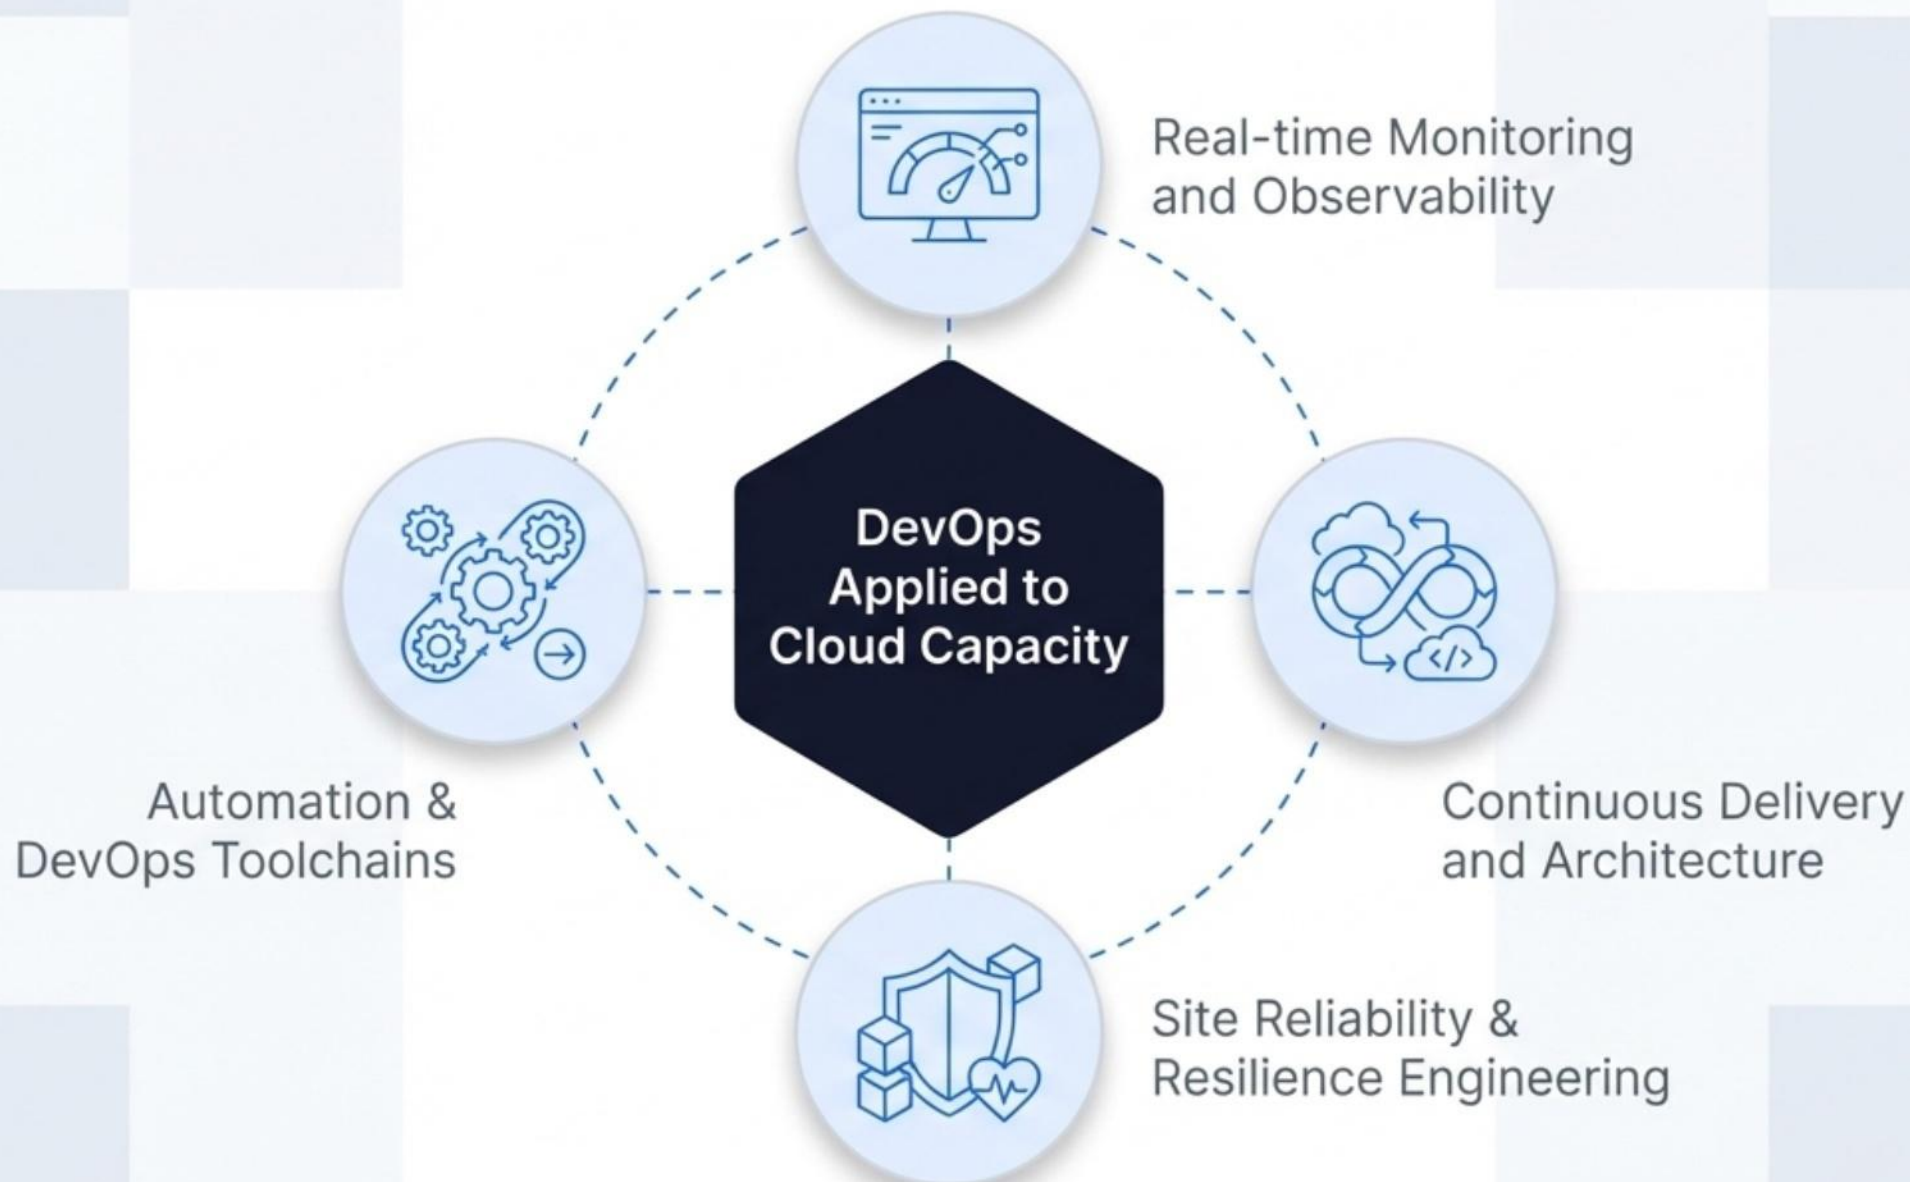 Real-time Monitoring
and Observability
DevOps
Applied to
Cloud Capacity
Automation &
DevOps Toolchains
Continuous Delivery
and Architecture
</>
Site Reliability &
Resilience Engineering